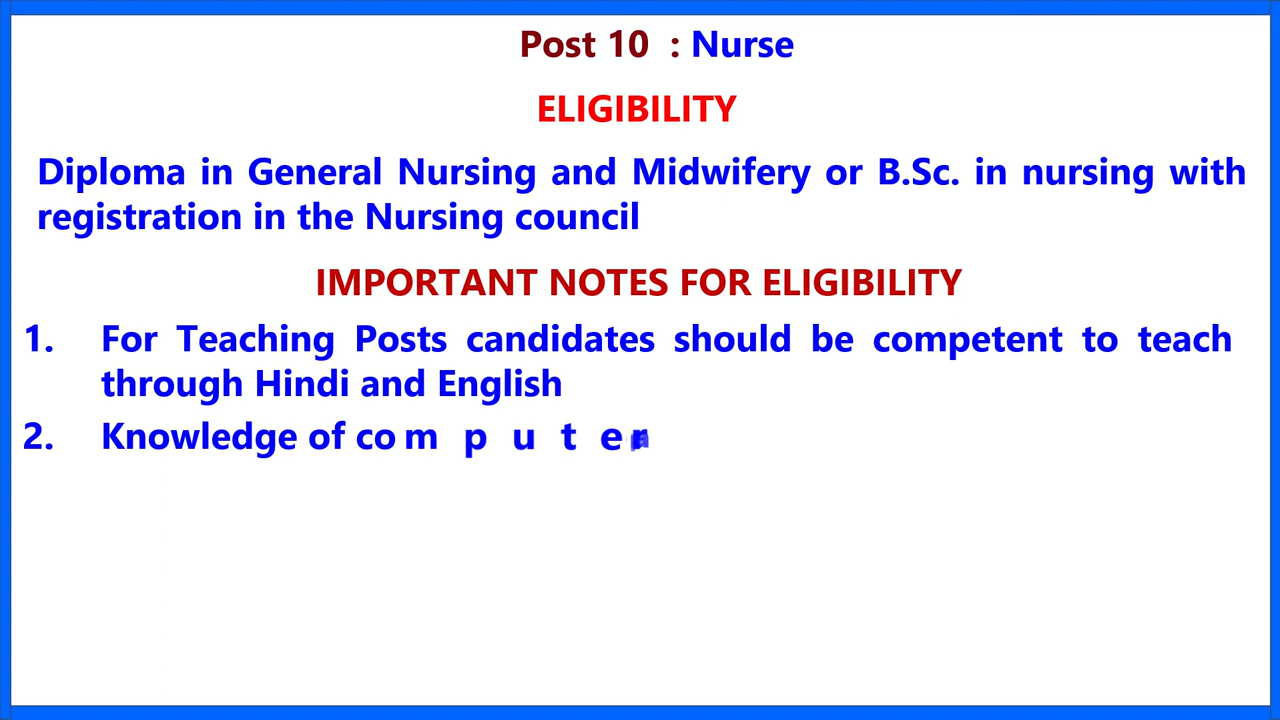 Post 10 : Nurse
ELIGIBILITY
Diploma in General Nursing and Midwifery or B.Sc. in nursing with
registration in the Nursing council
IMPORTANT NOTES FOR ELIGIBILITY
1. For Teaching Posts candidates should be competent to teach
through Hindi and English
2. Knowledge of computer